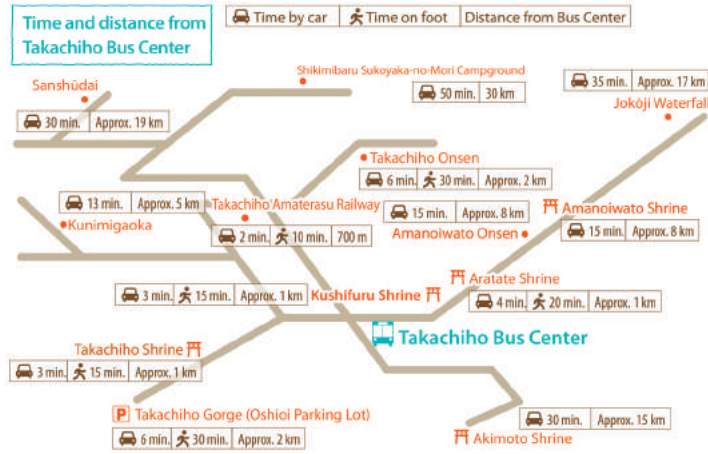 Time and distance from
Takachiho Bus Center
Time by car Time on foot Distance from Bus Center
Sanshūdai
30 min. Approx. 19 km
Shikimibaru Sukoyaka-no-Mori Campground
50 min. 30 km
35 min. Approx. 17 km
Jokōji Waterfall
Takachiho Onsen
6 min. 30 min. Approx. 2 km
13 min. Approx. 5 km
Kunimigaoka
Takachiho Amaterasu Railway
2 min. 10 min. 700 m
15 min. Approx. 8 km
Amanoiwato Onsen
Amanoiwato Shrine
15 min. Approx. 8 km
Aratate Shrine
4 min. 20 min. Approx. 1 km
3 min. 15 min. Approx. 1 km
Kushifuru Shrine
Takachiho Bus Center
Takachiho Shrine
3 min. 15 min. Approx. 1 km
P Takachiho Gorge (Oshioi Parking Lot)
6 min. 30 min. Approx. 2 km
30 min. Approx. 15 km
Akimoto Shrine